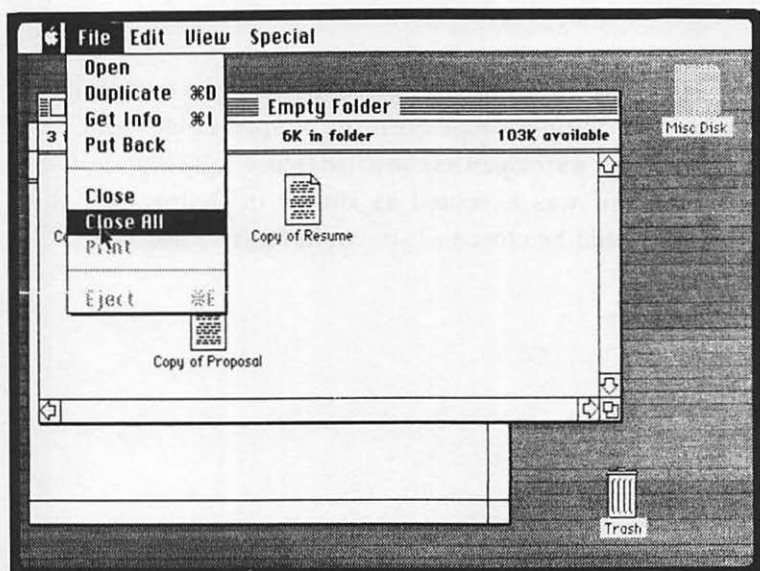 File Edit View Special
Open
Duplicate ⌘D
Get Info ⌘I
Put Back
Close
Close All
Print
Eject ⌘E
Empty Folder
3
6K in folder
103K available
Copy of Resume
Copy of Proposal
Misc Disk
Trash